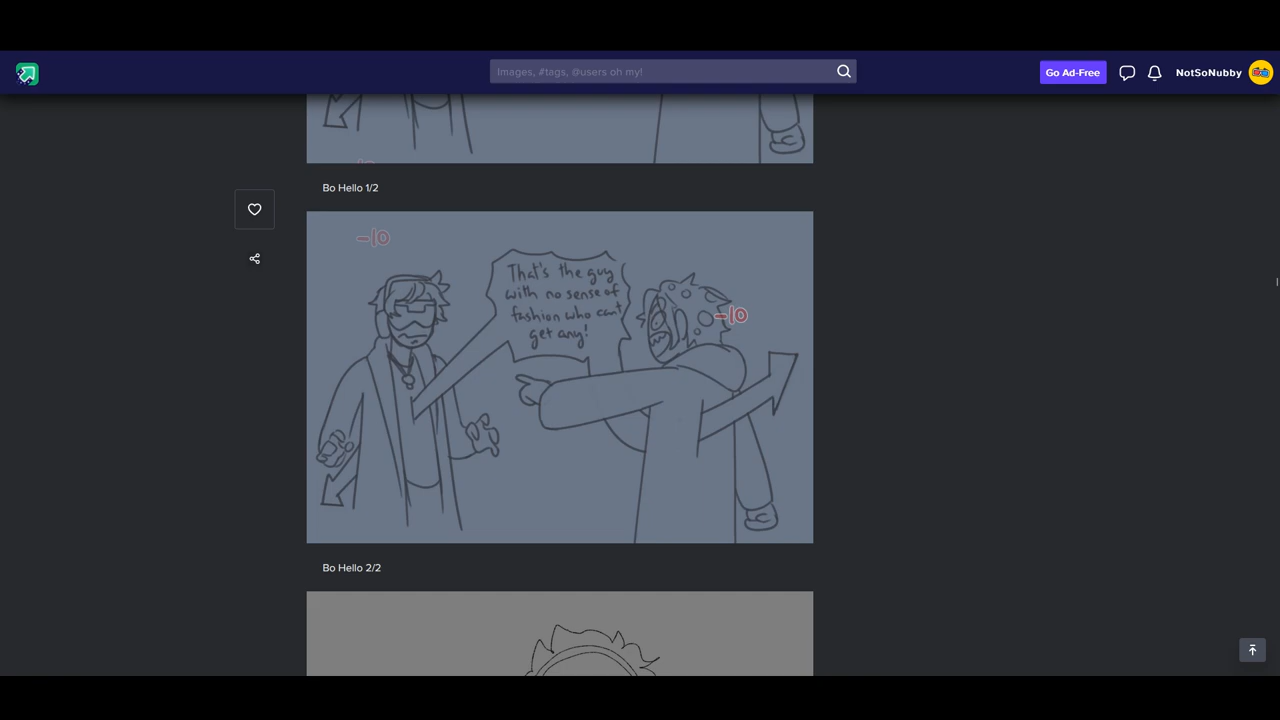 Images, #tags, @users oh my!
Go Ad-Free
NotSoNubby
Bo Hello 1/2
-10
That's the guy
with no sense of
fashion who can't
get any!
-10
Bo Hello 2/2